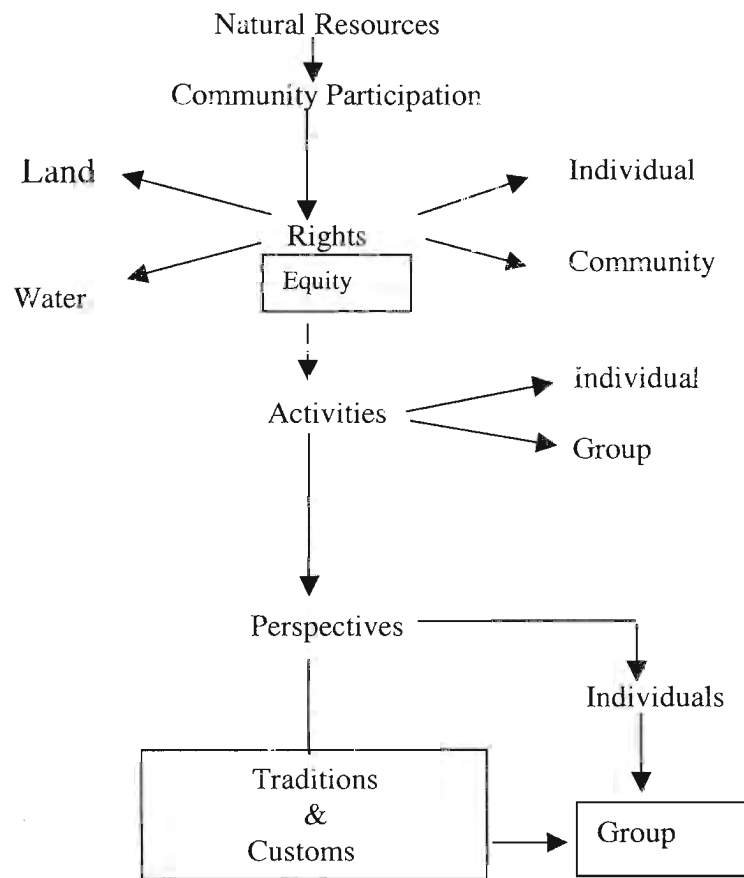 Natural Resources
Community Participation
Land
Individual
Rights
Community
Equity
Water
Individual
Activities
Group
Perspectives
Individuals
Traditions
&
Customs
Group